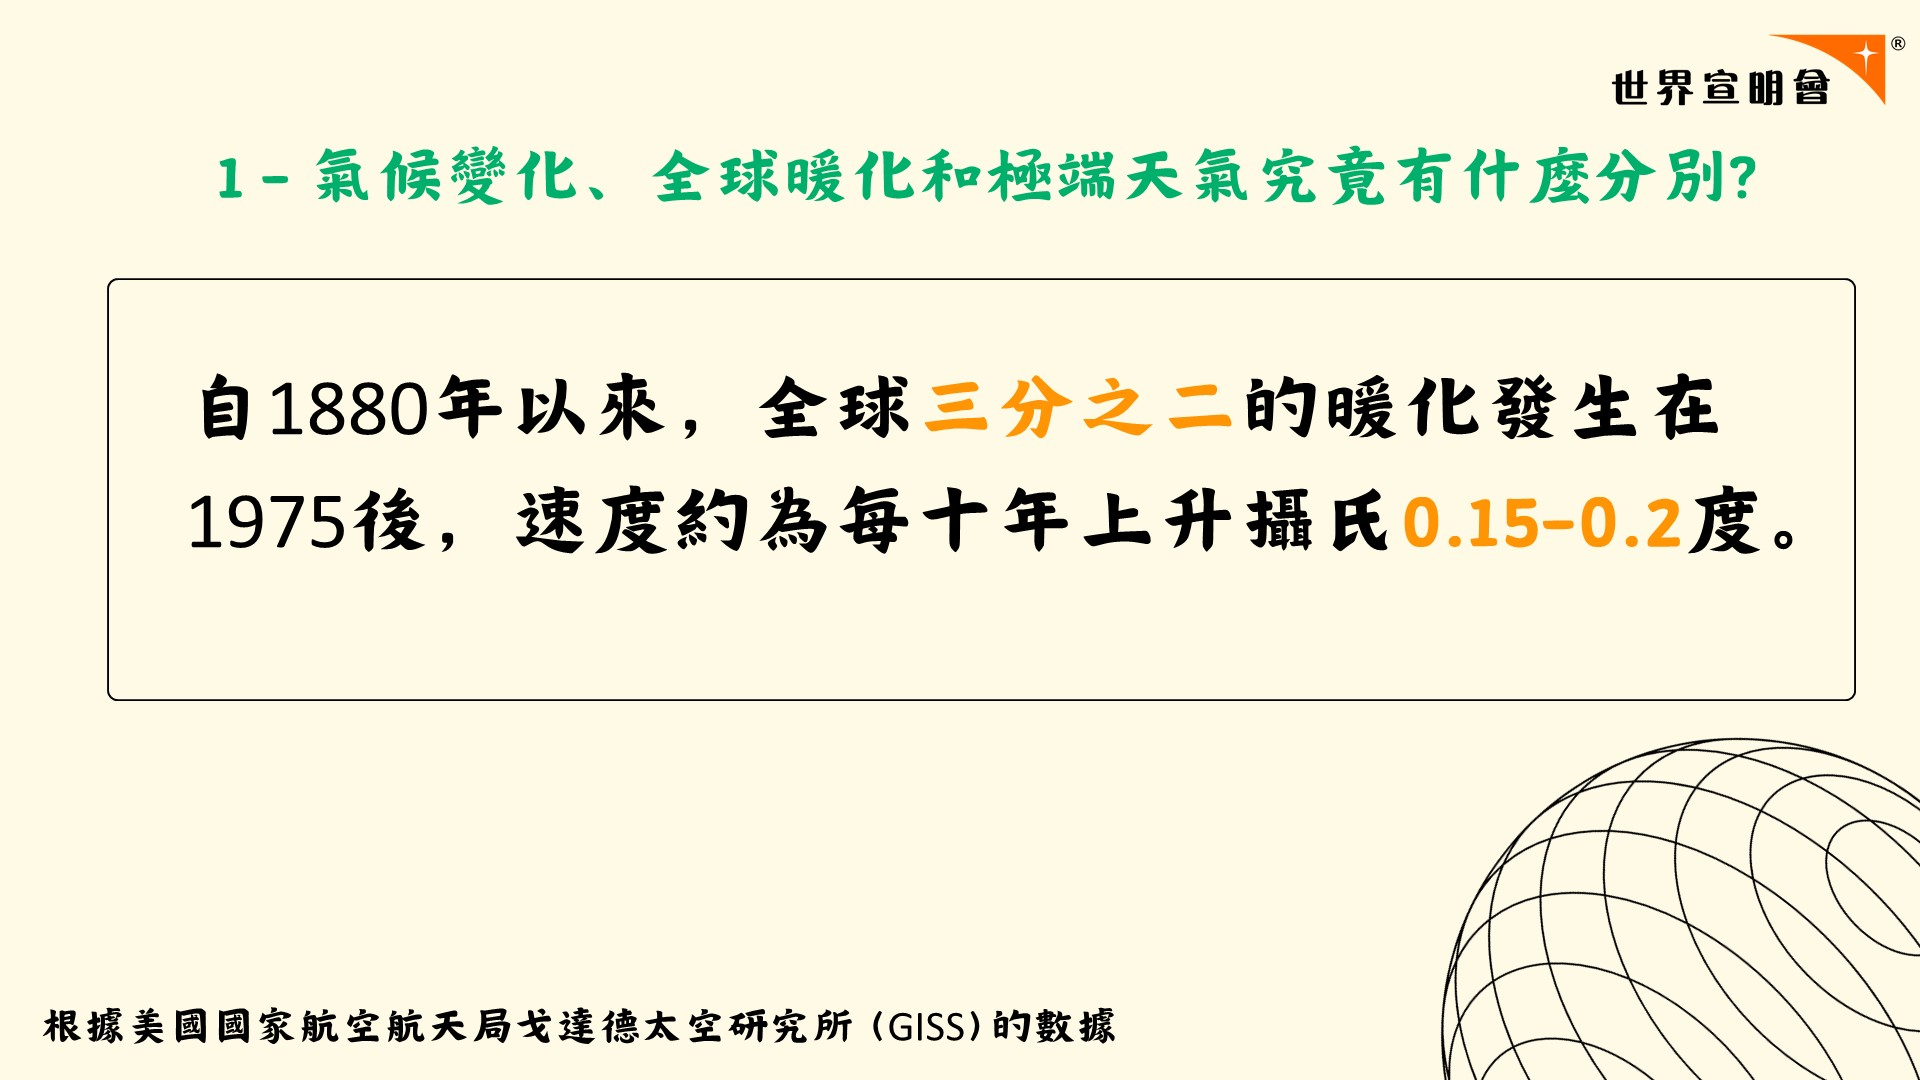 世界宣明會®
1 – 氣候變化、全球暖化和極端天氣究竟有什麼分別?
自1880年以來，全球三分之二的暖化發生在
1975後，速度約為每十年上升攝氏0.15-0.2度。
根據美國國家航空航天局戈達德太空研究所 (GISS)的數據